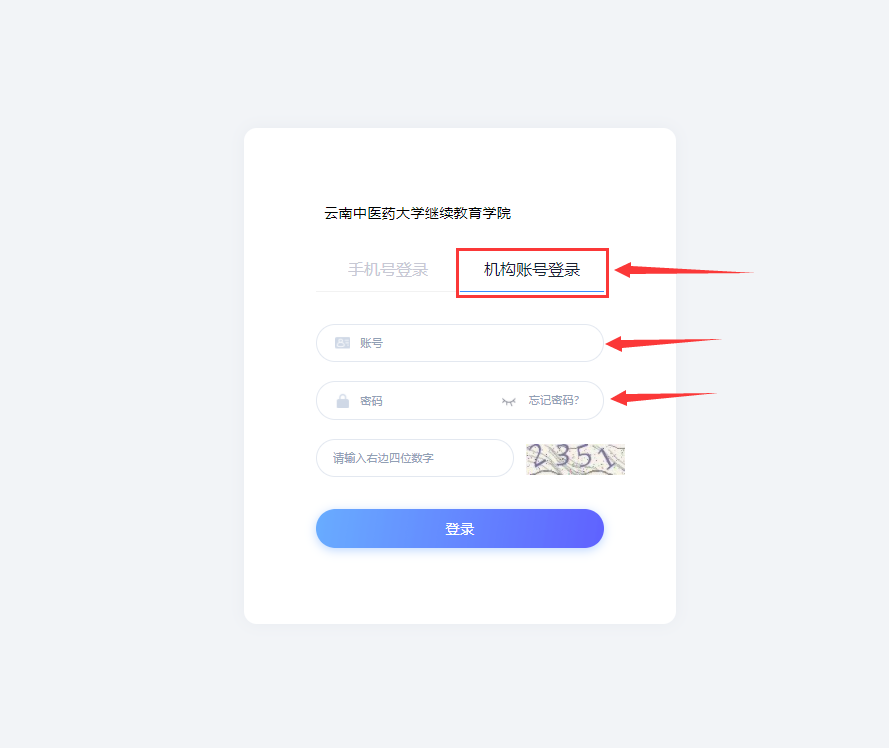 云南中医药大学继续教育学院
手机号登录 机构账号登录
账号
密码 忘记密码?
请输入右边四位数字 2351
登录